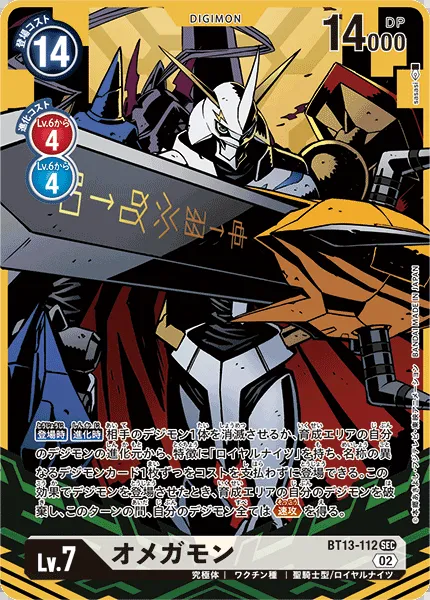 DIGIMON
登場コスト
14
14000
DP
sasasi
進化コスト
Lv.6から
4
Lv.6から
4
BANDAI MADE IN JAPAN
登場時 進化時 相手のデジモン1体を消滅させるか、育成エリアの自分
のデジモンの進化元から、特徴に「ロイヤルナイツ」を持ち、名称の異
なるデジモンカード1枚ずつをコストを支払わずに登場できる。この
効果でデジモンを登場させたとき、育成エリアの自分のデジモンを破
棄し、このターンの間、自分のデジモン全ては 速攻 を得る。
Lv.7
オメガモン
BT13-112 SEC
02
究極体 | ワクチン種 | 聖騎士型/ロイヤルナイツ